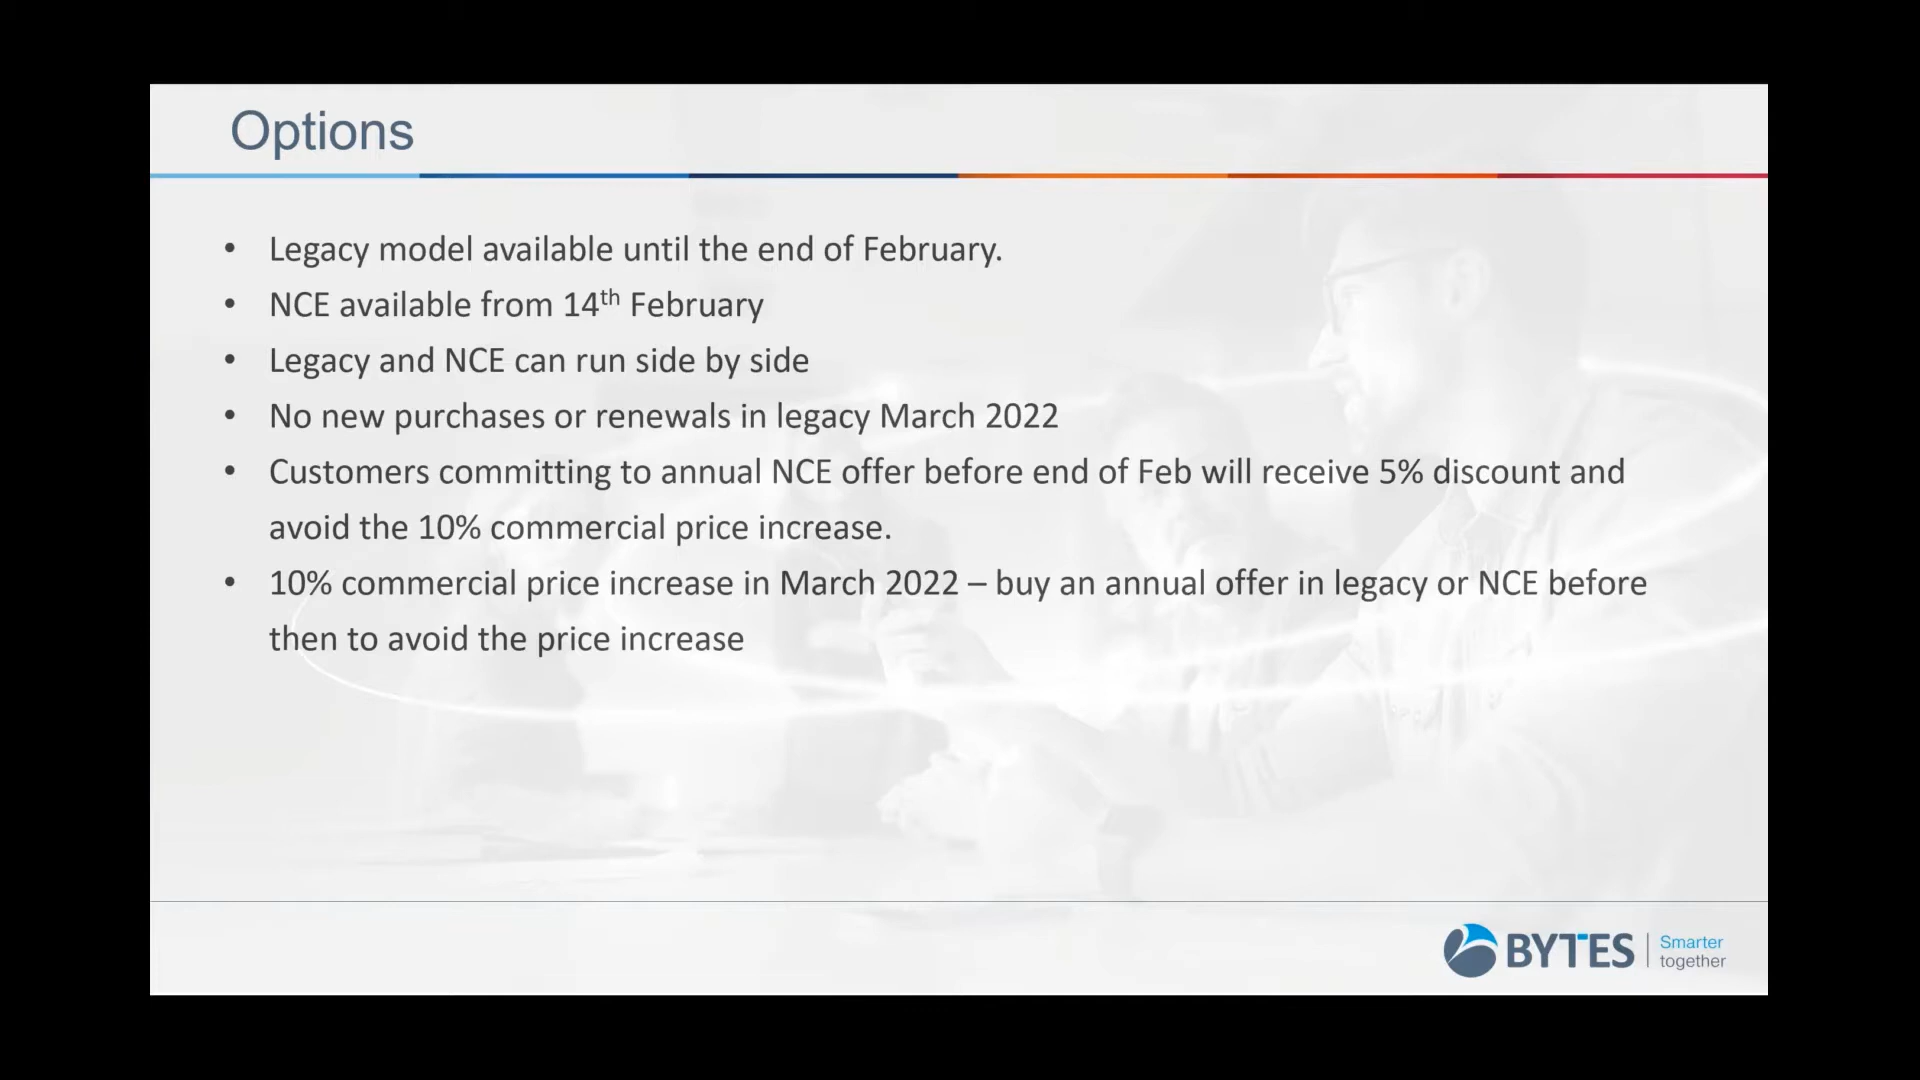 Options
• Legacy model available until the end of February.
• NCE available from 14th February
• Legacy and NCE can run side by side
• No new purchases or renewals in legacy March 2022
• Customers committing to annual NCE offer before end of Feb will receive 5% discount and
avoid the 10% commercial price increase.
• 10% commercial price increase in March 2022 – buy an annual offer in legacy or NCE before
then to avoid the price increase
BYTES
Smarter
together